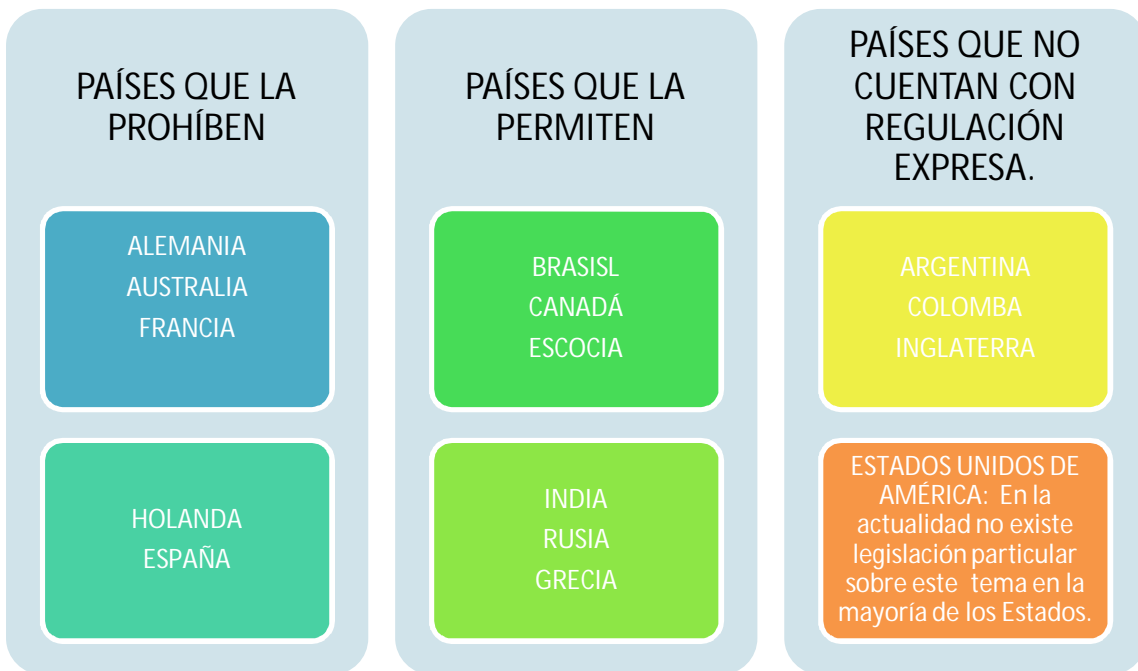 PAÍSES QUE LA
PROHÍBEN
ALEMANIA
AUSTRALIA
FRANCIA
HOLANDA
ESPAÑA
PAÍSES QUE LA
PERMITEN
BRASISL
CANADÁ
ESCOCIA
INDIA
RUSIA
GRECIA
PAÍSES QUE NO
CUENTAN CON
REGULACIÓN
EXPRESA.
ARGENTINA
COLOMBA
INGLATERRA
ESTADOS UNIDOS DE
AMÉRICA: En la
actualidad no existe
legislación particular
sobre este tema en la
mayoría de los Estados.